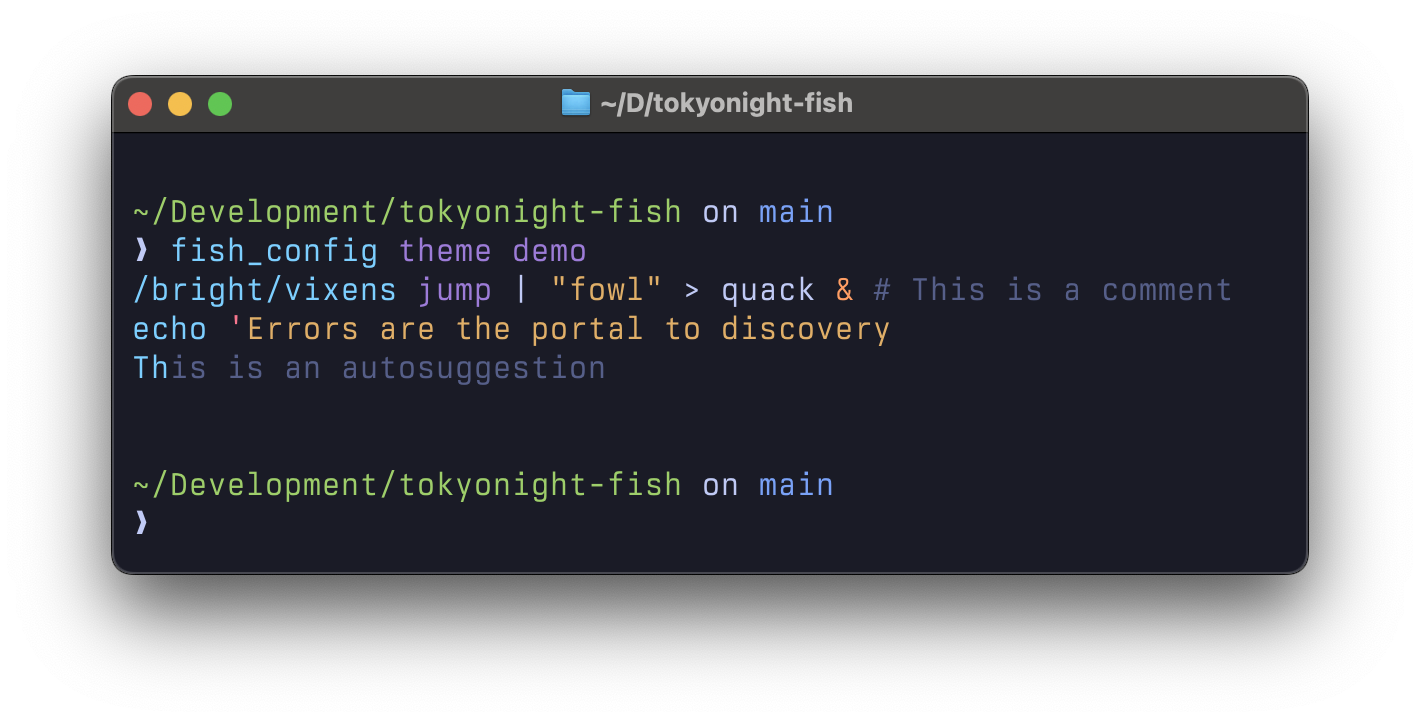 ~/D/tokyonight-fish
~/Development/tokyonight-fish on main
❱ fish_config theme demo
/bright/vixens jump | "fowl" > quack & # This is a comment
echo 'Errors are the portal to discovery
This is an autosuggestion
~/Development/tokyonight-fish on main
❱